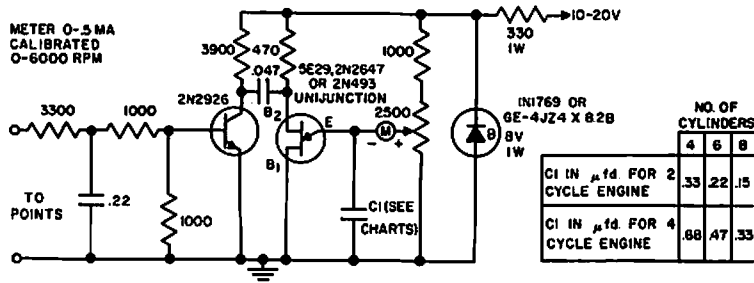 METER 0-.5 MA
CALIBRATED
0-6000 RPM
3900
470
.047
B2
5E29, 2N2647
OR 2N493
UNIJUNCTION
1000
330
1W
10-20V
2N2926
E
M
- +
2500
IN1769 OR
GE-4JZ4 X 8.2B
8V
1W
3300
1000
B1
TO
POINTS
.22
1000
C1 (SEE
CHARTS)
NO. OF
CYLINDERS
4 6 8
C1 IN μfd. FOR 2
CYCLE ENGINE
.33 .22 .15
C1 IN μfd. FOR 4
CYCLE ENGINE
.68 .47 .33